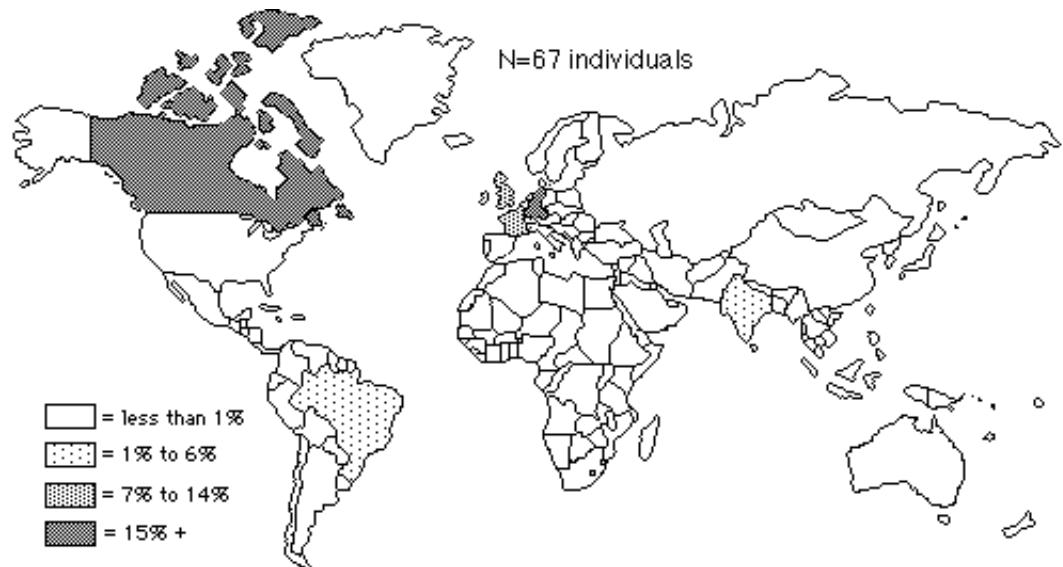 N=67 individuals
= less than 1%
= 1% to 6%
= 7% to 14%
= 15% +